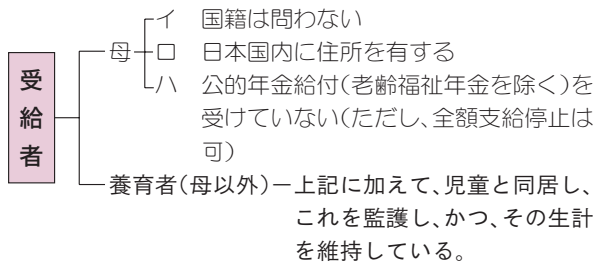 受給者
母
イ 国籍は問わない
ロ 日本国内に住所を有する
ハ 公的年金給付(老齢福祉年金を除く)を
受けていない(ただし、全額支給停止は
可)
養育者(母以外)ー上記に加えて、児童と同居し、
これを監護し、かつ、その生計
を維持している。